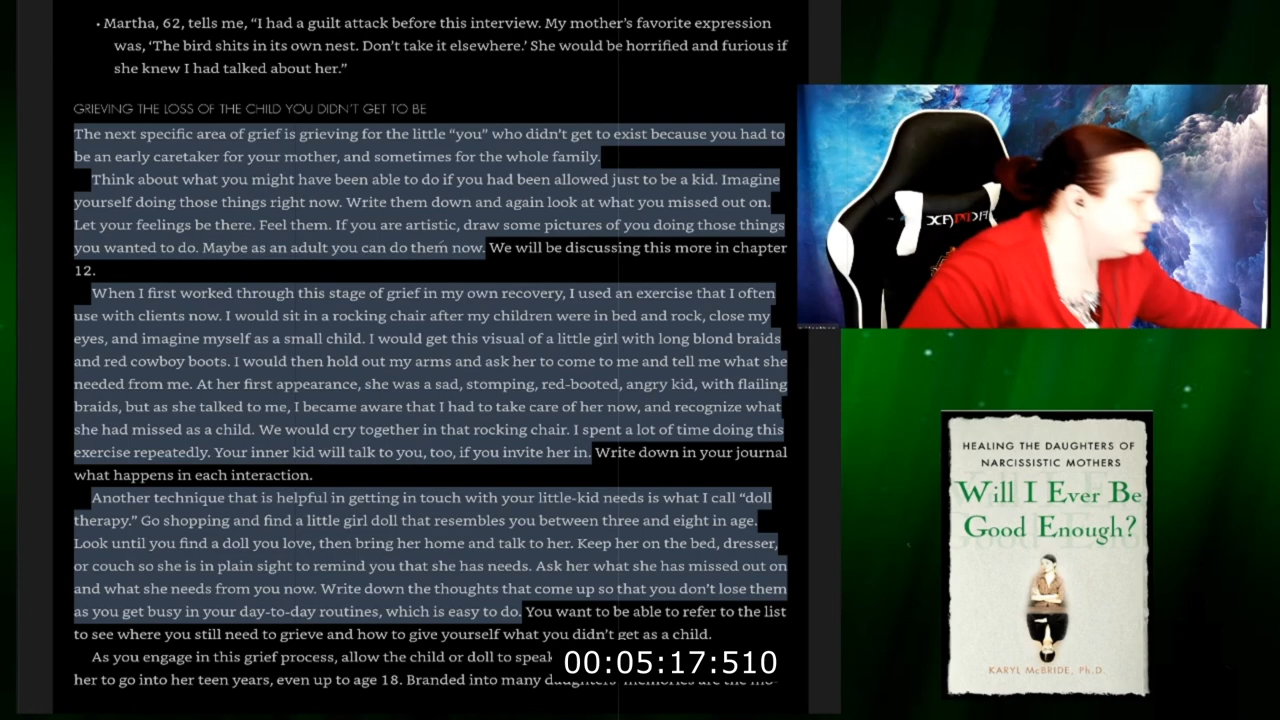 • Martha, 62, tells me, “I had a guilt attack before this interview. My mother’s favorite expression
was, ‘The bird shits in its own nest. Don’t take it elsewhere.’ She would be horrified and furious if
she knew I had talked about her.”
GRIEVING THE LOSS OF THE CHILD YOU DIDN’T GET TO BE
The next specific area of grief is grieving for the little “you” who didn’t get to exist because you had to
be an early caretaker for your mother, and sometimes for the whole family.
Think about what you might have been able to do if you had been allowed just to be a kid. Imagine
yourself doing those things right now. Write them down and again look at what you missed out on.
Let your feelings be there. Feel them. If you are artistic, draw some pictures of you doing those things
you wanted to do. Maybe as an adult you can do them now. We will be discussing this more in chapter
12.
When I first worked through this stage of grief in my own recovery, I used an exercise that I often
use with clients now. I would sit in a rocking chair after my children were in bed and rock, close my
eyes, and imagine myself as a small child. I would get this visual of a little girl with long blond braids
and red cowboy boots. I would then hold out my arms and ask her to come to me and tell me what she
needed from me. At her first appearance, she was a sad, stomping, red-booted, angry kid, with flailing
braids, but as she talked to me, I became aware that I had to take care of her now, and recognize what
she had missed as a child. We would cry together in that rocking chair. I spent a lot of time doing this
exercise repeatedly. Your inner kid will talk to you, too, if you invite her in. Write down in your journal
what happens in each interaction.
Another technique that is helpful in getting in touch with your little-kid needs is what I call “doll
therapy.” Go shopping and find a little girl doll that resembles you between three and eight in age.
Look until you find a doll you love, then bring her home and talk to her. Keep her on the bed, dresser,
or couch so she is in plain sight to remind you that she has needs. Ask her what she has missed out on
and what she needs from you now. Write down the thoughts that come up so that you don’t lose them
as you get busy in your day-to-day routines, which is easy to do. You want to be able to refer to the list
to see where you still need to grieve and how to give yourself what you didn’t get as a child.
As you engage in this grief process, allow the child or doll to speak
her to go into her teen years, even up to age 18. Branded into many daughters’ memories are the mo-
00:05:17:510
HEALING THE DAUGHTERS OF
NARCISSISTIC MOTHERS
Will I Ever Be
Good Enough?
KARYL McBRIDE, Ph.D.